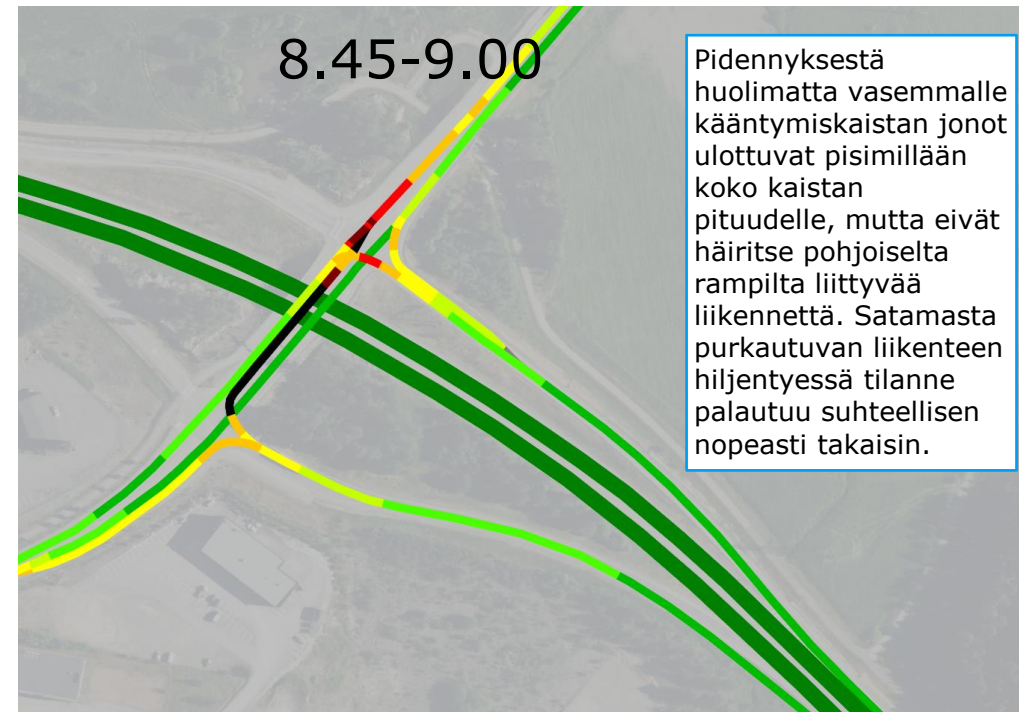 8.45-9.00
Pidennyksestä
huolimatta vasemmalle
kääntymiskaistan jonot
ulottuvat pisimillään
koko kaistan
pituudelle, mutta eivät
häiritse pohjoiselta
rampilta liittyvää
liikennettä. Satamasta
purkautuvan liikenteen
hiljentyessä tilanne
palautuu suhteellisen
nopeasti takaisin.